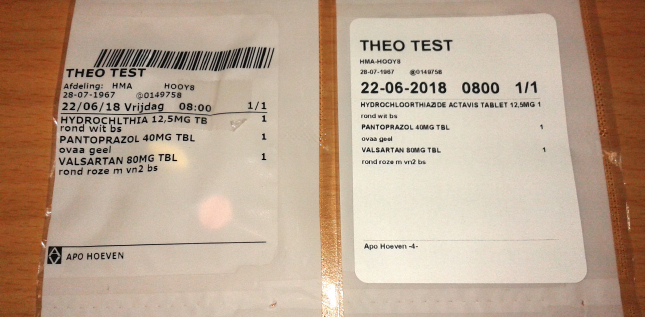 THEO TEST
Afdeling: HMA HOOY8
28-07-1967 @0149758
22/06/18 Vrijdag 08:00 1/1
HYDROCHLTHIA 12,5MG TB 1
rond wit bs
PANTOPRAZOL 40MG TBL 1
ovaa geel
VALSARTAN 80MG TBL 1
rond roze m vn2 bs
APO HOEVEN
THEO TEST
HMA-HOOY8
28-07-1967 @0149758
22-06-2018 0800 1/1
HYDROCHLOORTHIAZIDE ACTAVIS TABLET 12,5MG 1
rond wit bs
PANTOPRAZOL 40MG TBL 1
ovaa geel
VALSARTAN 80MG TBL 1
rond roze m vn2 bs
Apo Hoeven -4-